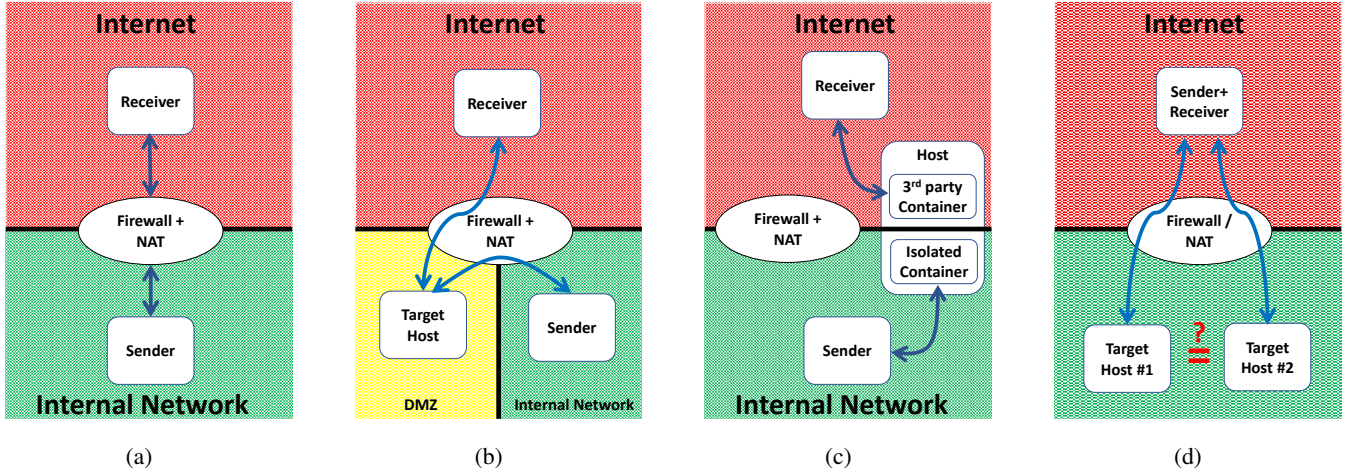 Internet
Receiver
Firewall +
NAT
Sender
Internal Network
(a)
Internet
Receiver
Firewall +
NAT
Target
Host
Sender
DMZ
Internal Network
(b)
Internet
Receiver
Host
3rd party
Container
Firewall +
NAT
Isolated
Container
Sender
Internal Network
(c)
Internet
Sender+
Receiver
Firewall /
NAT
Target
Host #1
?
=
Target
Host #2
(d)